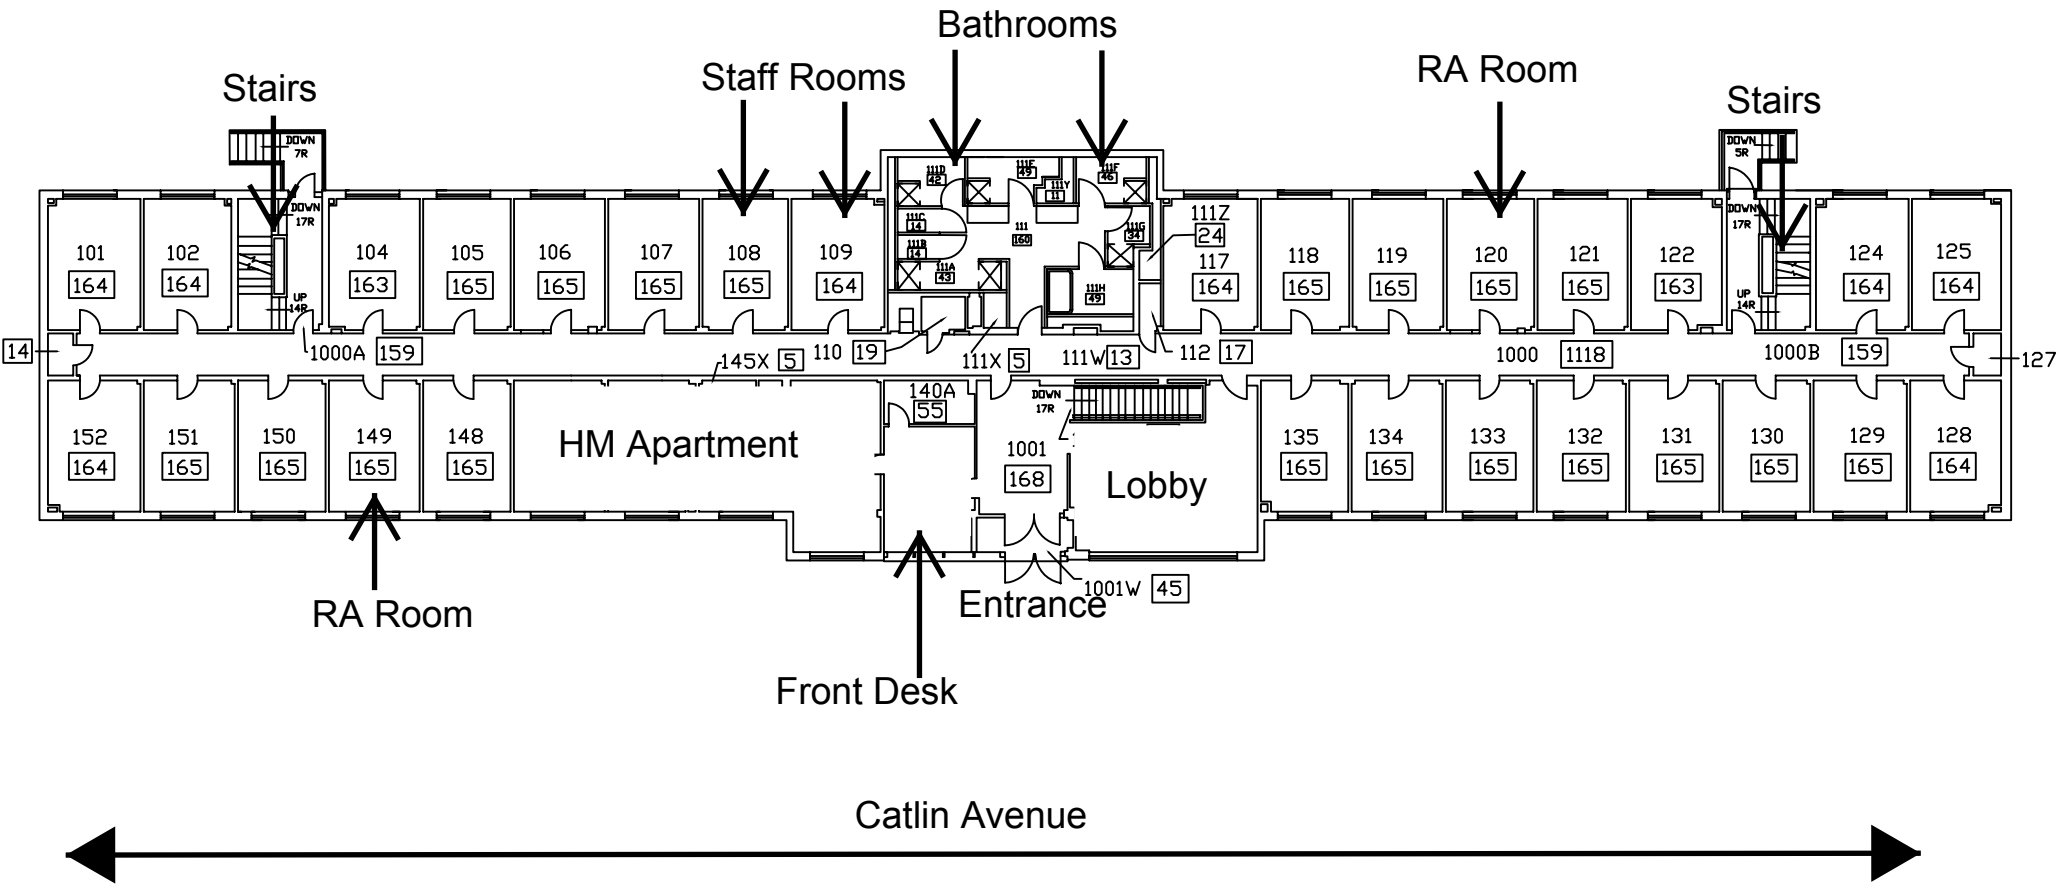 Bathrooms
Staff Rooms
RA Room
Stairs
Stairs
DOWN
7R
DOWN
5R
111D
42
111E
49
111Y
11
111F
46
DOWN
17R
DOWN
17R
111C
14
111
160
111G
34
111Z
24
111B
14
111A
43
111H
49
101
164
102
164
104
163
105
165
106
165
107
165
108
165
109
164
117
164
118
165
119
165
120
165
121
165
122
163
124
164
125
164
UP
14R
UP
14R
14
1000A 159
145X 5
110 19
111X 5
111W 13
112 17
1000 1118
1000B 159
127
140A
55
DOWN
17R
152
164
151
165
150
165
149
165
148
165
HM Apartment
1001
168
Lobby
135
165
134
165
133
165
132
165
131
165
130
165
129
165
128
164
RA Room
Entrance
1001W 45
Front Desk
Catlin Avenue